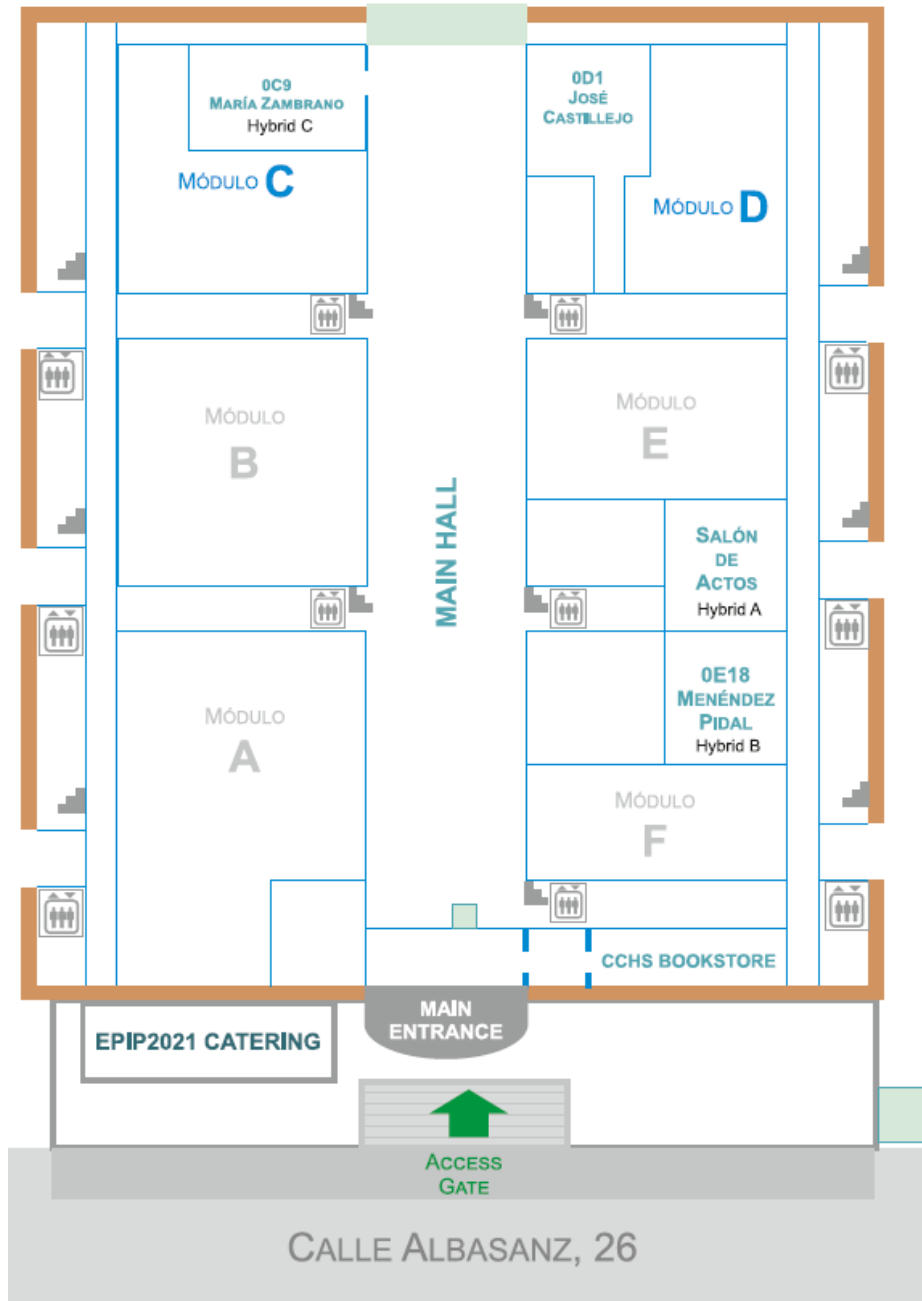 0C9
MARÍA ZAMBRANO
Hybrid C
MÓDULO C
0D1
JOSÉ
CASTILLEJO
MÓDULO D
MÓDULO
B
MÓDULO
E
MAIN HALL
SALÓN
DE
ACTOS
Hybrid A
MÓDULO
A
0E18
MENÉNDEZ
PIDAL
Hybrid B
MÓDULO
F
CCHS BOOKSTORE
MAIN
ENTRANCE
EPIP2021 CATERING
ACCESS
GATE
CALLE ALBASANZ, 26